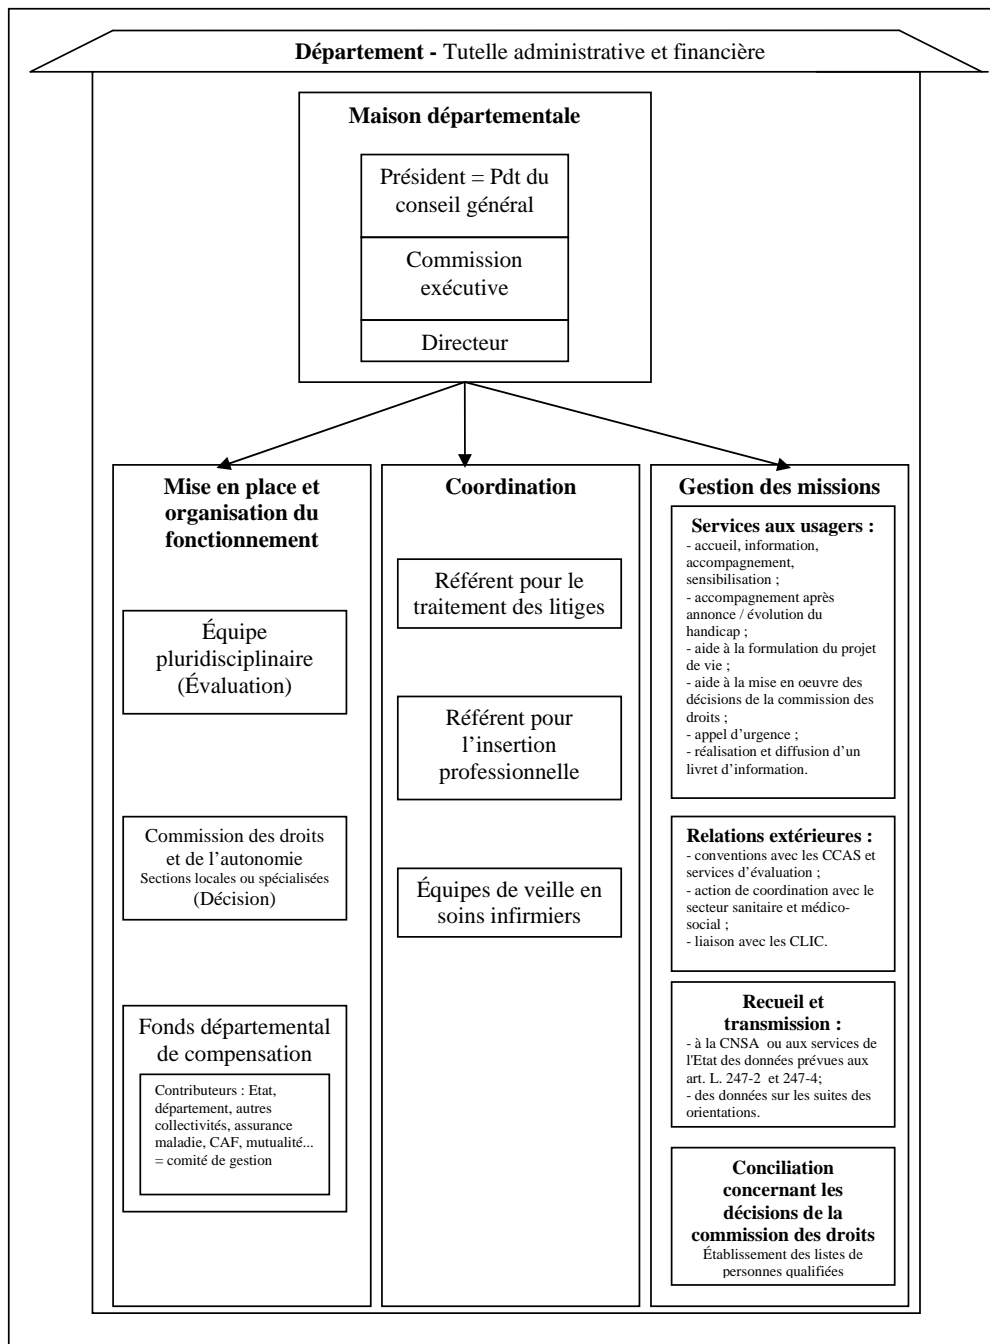 Département - Tutelle administrative et financière
Maison départementale
Président = Pdt du
conseil général
Commission
exécutive
Directeur
Mise en place et
organisation du
fonctionnement
Équipe
pluridisciplinaire
(Évaluation)
Commission des droits
et de l'autonomie
Sections locales ou spécialisées
(Décision)
Fonds départemental
de compensation
Contributeurs : Etat,
département, autres
collectivités, assurance
maladie, CAF, mutualité...
= comité de gestion
Coordination
Référent pour le
traitement des litiges
Référent pour
l'insertion
professionnelle
Équipes de veille en
soins infirmiers
Gestion des missions
Services aux usagers :
- accueil, information,
accompagnement,
sensibilisation ;
- accompagnement après
annonce / évolution du
handicap ;
- aide à la formulation du projet
de vie ;
- aide à la mise en oeuvre des
décisions de la commission des
droits ;
- appel d'urgence ;
- réalisation et diffusion d'un
livret d'information.
Relations extérieures :
- conventions avec les CCAS et
services d'évaluation ;
- action de coordination avec le
secteur sanitaire et médico-
social ;
- liaison avec les CLIC.
Recueil et
transmission :
- à la CNSA ou aux services de
l'Etat des données prévues aux
art. L. 247-2 et 247-4;
- des données sur les suites des
orientations.
Conciliation
concernant les
décisions de la
commission des droits
Établissement des listes de
personnes qualifiées